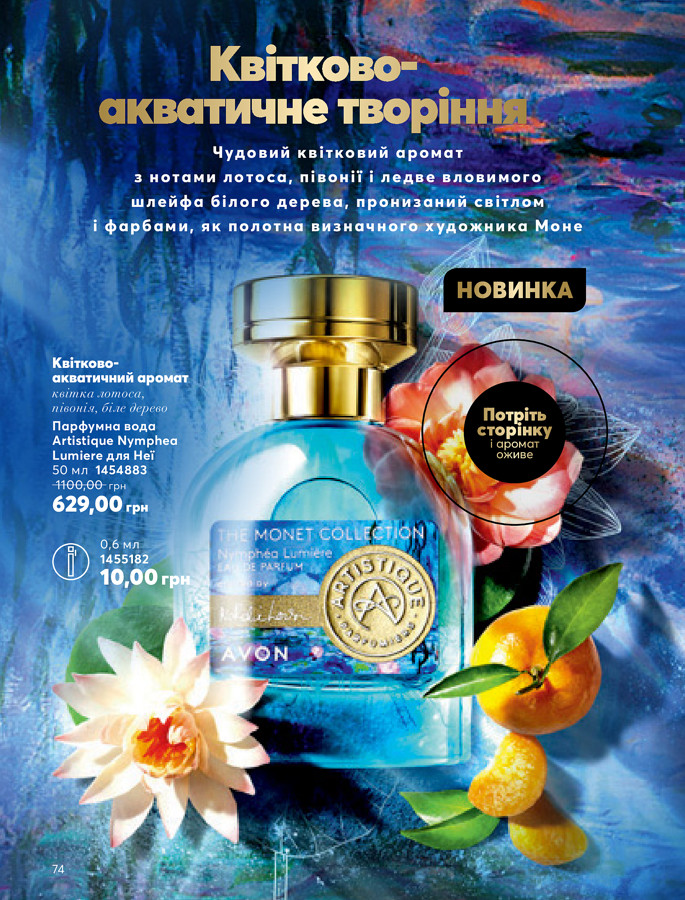 Квітково-
акватичне творіння
Чудовий квітковий аромат
з нотами лотоса, півонії і ледве вловимого
шлейфа білого дерева, пронизаний світлом
і фарбами, як полотна визначного художника Моне
НОВИНКА
Квітково-
акватичний аромат
квітка лотоса,
півонія, біле дерево
Парфумна вода
Artistique Nymphea
Lumiere для Неї
50 мл 1454883
1100,00 грн
629,00 грн
0,6 мл
1455182
10,00 грн
Потріть
сторінку
і аромат
оживе
THE MONET COLLECTION
Nymphéa Lumière
EAU DE PARFUM
ARTISTIQUE
PARFUMIERS
AVON
74